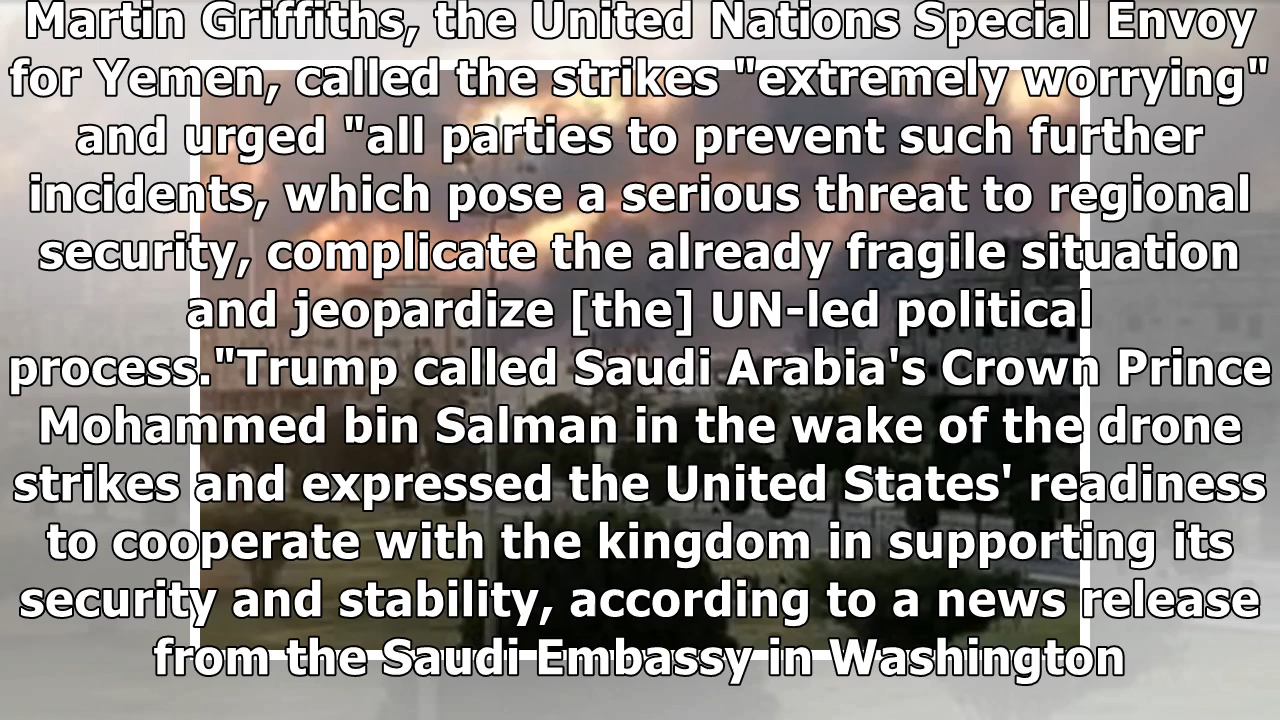 Martin Griffiths, the United Nations Special Envoy
for Yemen, called the strikes "extremely worrying"
and urged "all parties to prevent such further
incidents, which pose a serious threat to regional
security, complicate the already fragile situation
and jeopardize [the] UN-led political
process."Trump called Saudi Arabia's Crown Prince
Mohammed bin Salman in the wake of the drone
strikes and expressed the United States' readiness
to cooperate with the kingdom in supporting its
security and stability, according to a news release
from the Saudi Embassy in Washington